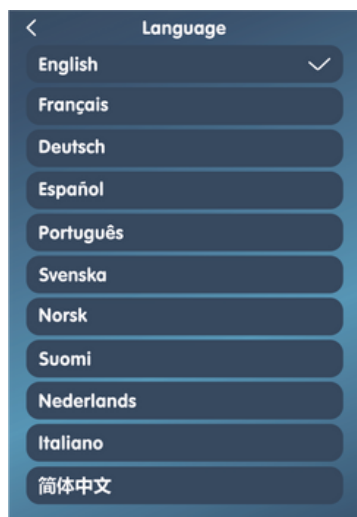 Language
English
Français
Deutsch
Español
Português
Svenska
Norsk
Suomi
Nederlands
Italiano
简体中文